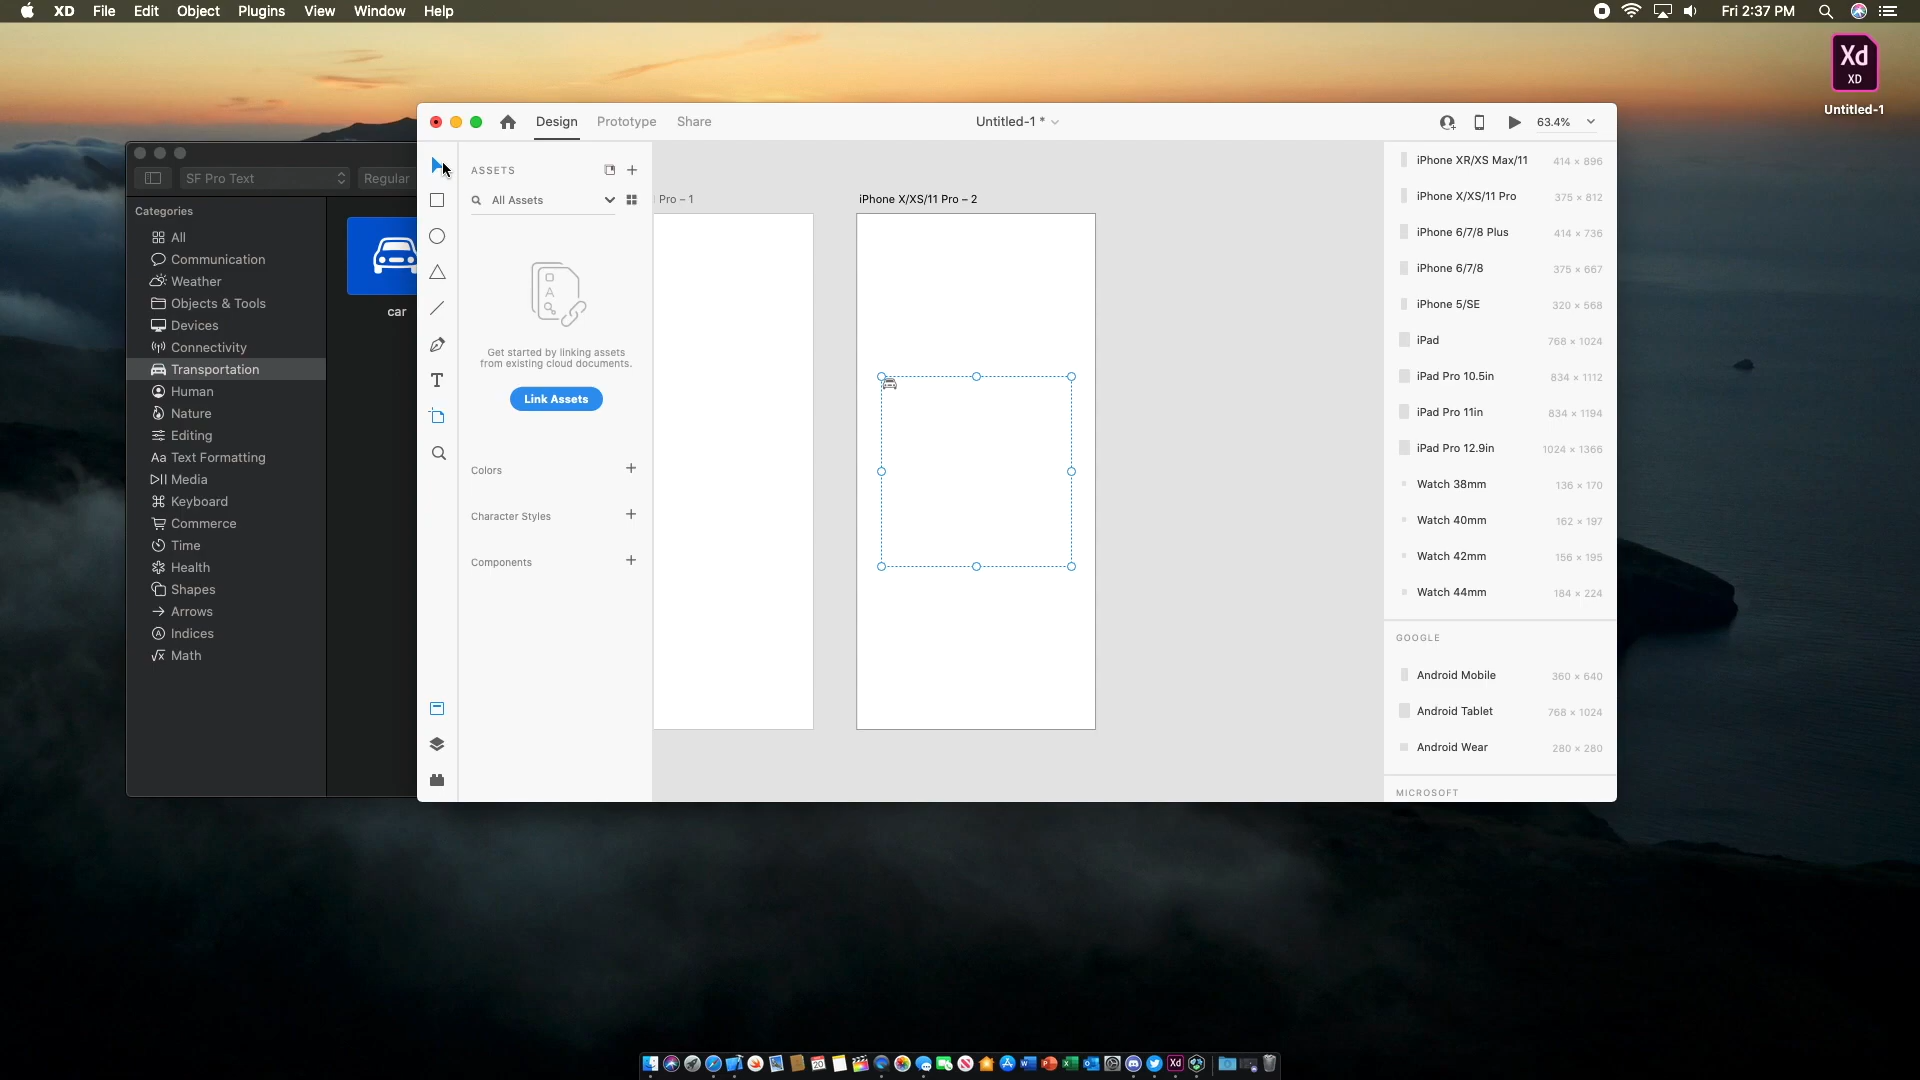 XD File Edit Object Plugins View Window Help
Fri 2:37 PM
Xd
XD
Untitled-1
Design Prototype Share
Untitled-1 *
63.4%
SF Pro Text
Regular
Categories
All
Communication
Weather
Objects & Tools
Devices
Connectivity
Transportation
Human
Nature
Editing
Aa Text Formatting
Media
Keyboard
Commerce
Time
Health
Shapes
Arrows
Indices
Math
car
ASSETS
All Assets
Get started by linking assets
from existing cloud documents.
Link Assets
Colors
Character Styles
Components
Pro – 1
iPhone X/XS/11 Pro – 2
iPhone XR/XS Max/11 414 × 896
iPhone X/XS/11 Pro 375 × 812
iPhone 6/7/8 Plus 414 × 736
iPhone 6/7/8 375 × 667
iPhone 5/SE 320 × 568
iPad 768 × 1024
iPad Pro 10.5in 834 × 1112
iPad Pro 11in 834 × 1194
iPad Pro 12.9in 1024 × 1366
Watch 38mm 136 × 170
Watch 40mm 162 × 197
Watch 42mm 156 × 195
Watch 44mm 184 × 224
GOOGLE
Android Mobile 360 × 640
Android Tablet 768 × 1024
Android Wear 280 × 280
MICROSOFT
20
Xd